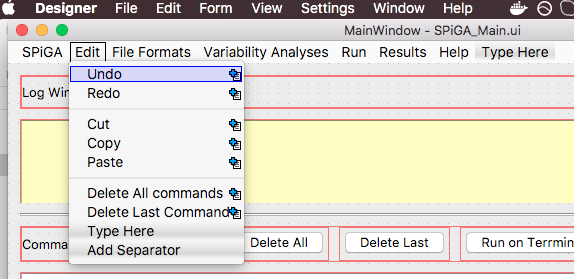 Designer File Edit Form View Settings Window Help
MainWindow - SPiGA_Main.ui
SPiGA Edit File Formats Variability Analyses Run Results Help Type Here
Undo
Log Win
Redo
Cut
Copy
Paste
Delete All commands
Delete Last Command
Type Here
Comma Delete All Delete Last Run on Terrmin
Add Separator